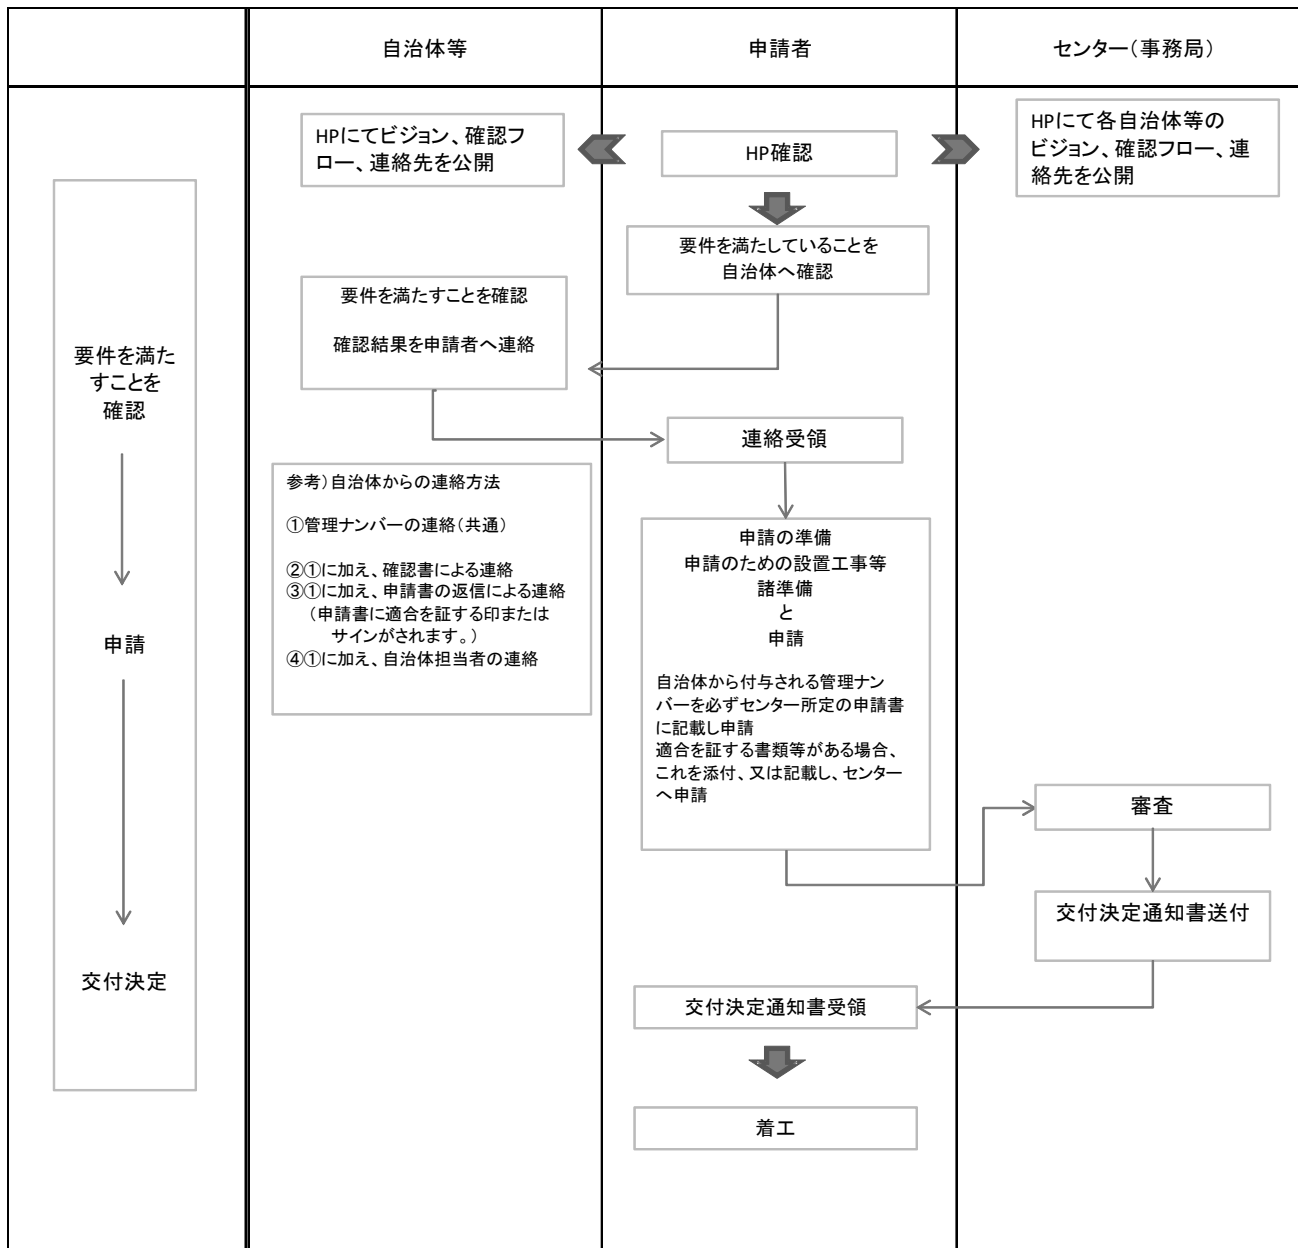 自治体等
申請者
センター（事務局）
HPにてビジョン、確認フ
ロー、連絡先を公開
HP確認
HPにて各自治体等の
ビジョン、確認フロー、連
絡先を公開
要件を満たしていることを
自治体へ確認
要件を満たすことを確認
確認結果を申請者へ連絡
要件を満た
すことを
確認
連絡受領
参考）自治体からの連絡方法
①管理ナンバーの連絡（共通）
②①に加え、確認書による連絡
③①に加え、申請書の返信による連絡
（申請書に適合を証する印または
サインがされます。）
④①に加え、自治体担当者の連絡
申請の準備
申請のための設置工事等
諸準備
と
申請
自治体から付与される管理ナン
バーを必ずセンター所定の申請書
に記載し申請
適合を証する書類等がある場合、
これを添付、又は記載し、センター
へ申請
申請
審査
交付決定通知書送付
交付決定
交付決定通知書受領
着工